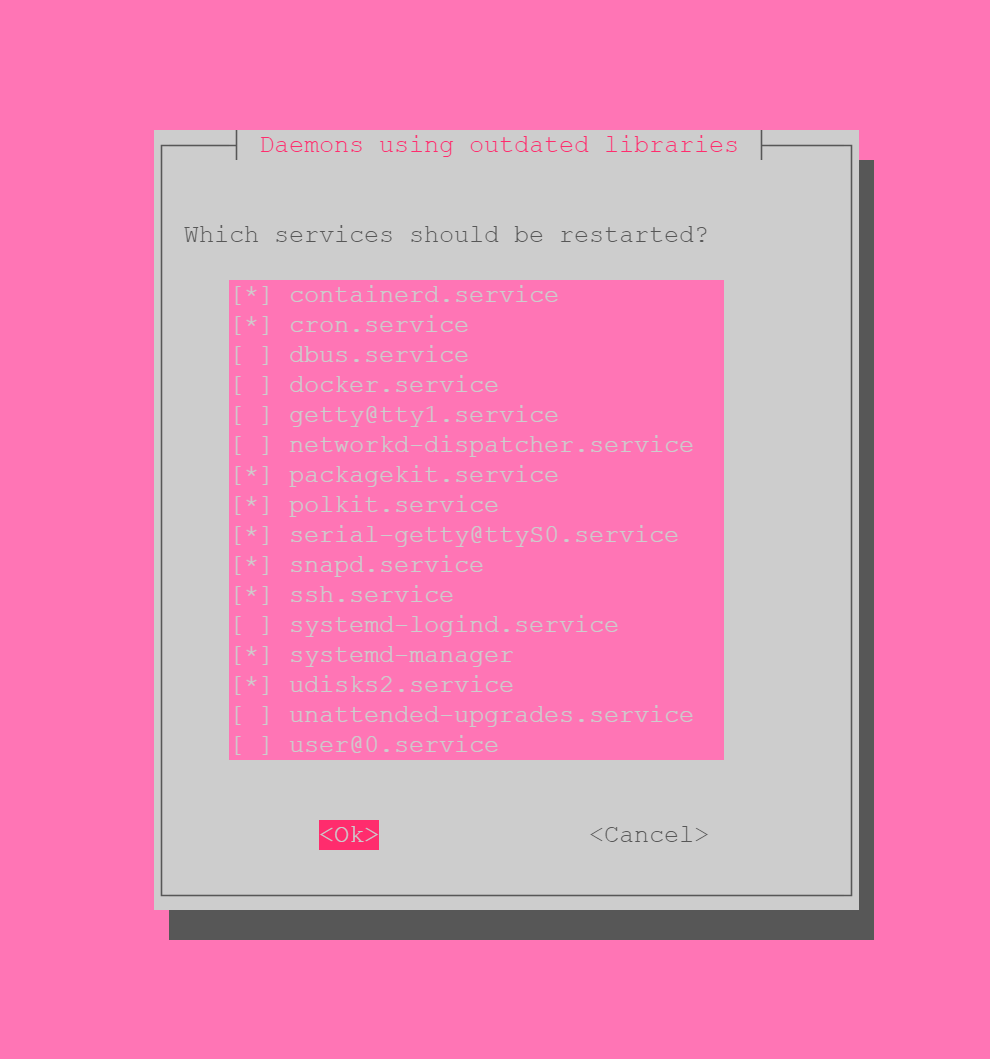 Daemons using outdated libraries
Which services should be restarted?
[*] containerd.service
[*] cron.service
[ ] dbus.service
[ ] docker.service
[ ] getty@tty1.service
[ ] networkd-dispatcher.service
[*] packagekit.service
[*] polkit.service
[*] serial-getty@ttyS0.service
[*] snapd.service
[*] ssh.service
[ ] systemd-logind.service
[*] systemd-manager
[*] udisks2.service
[ ] unattended-upgrades.service
[ ] user@0.service
<Ok> <Cancel>